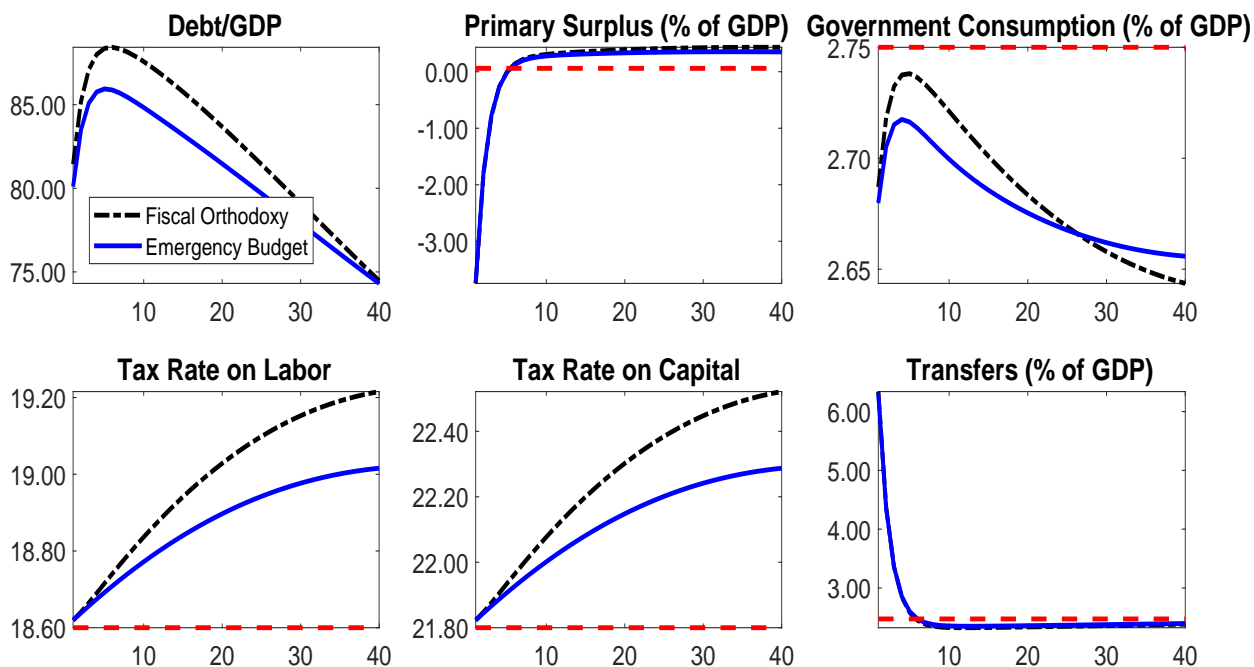 Debt/GDP
85.00
80.00
75.00
Fiscal Orthodoxy
Emergency Budget
10 20 30 40
Primary Surplus (% of GDP)
0.00
-1.00
-2.00
-3.00
10 20 30 40
Government Consumption (% of GDP)
2.75
2.70
2.65
10 20 30 40
Tax Rate on Labor
19.20
19.00
18.80
18.60
10 20 30 40
Tax Rate on Capital
22.40
22.20
22.00
21.80
10 20 30 40
Transfers (% of GDP)
6.00
5.00
4.00
3.00
10 20 30 40